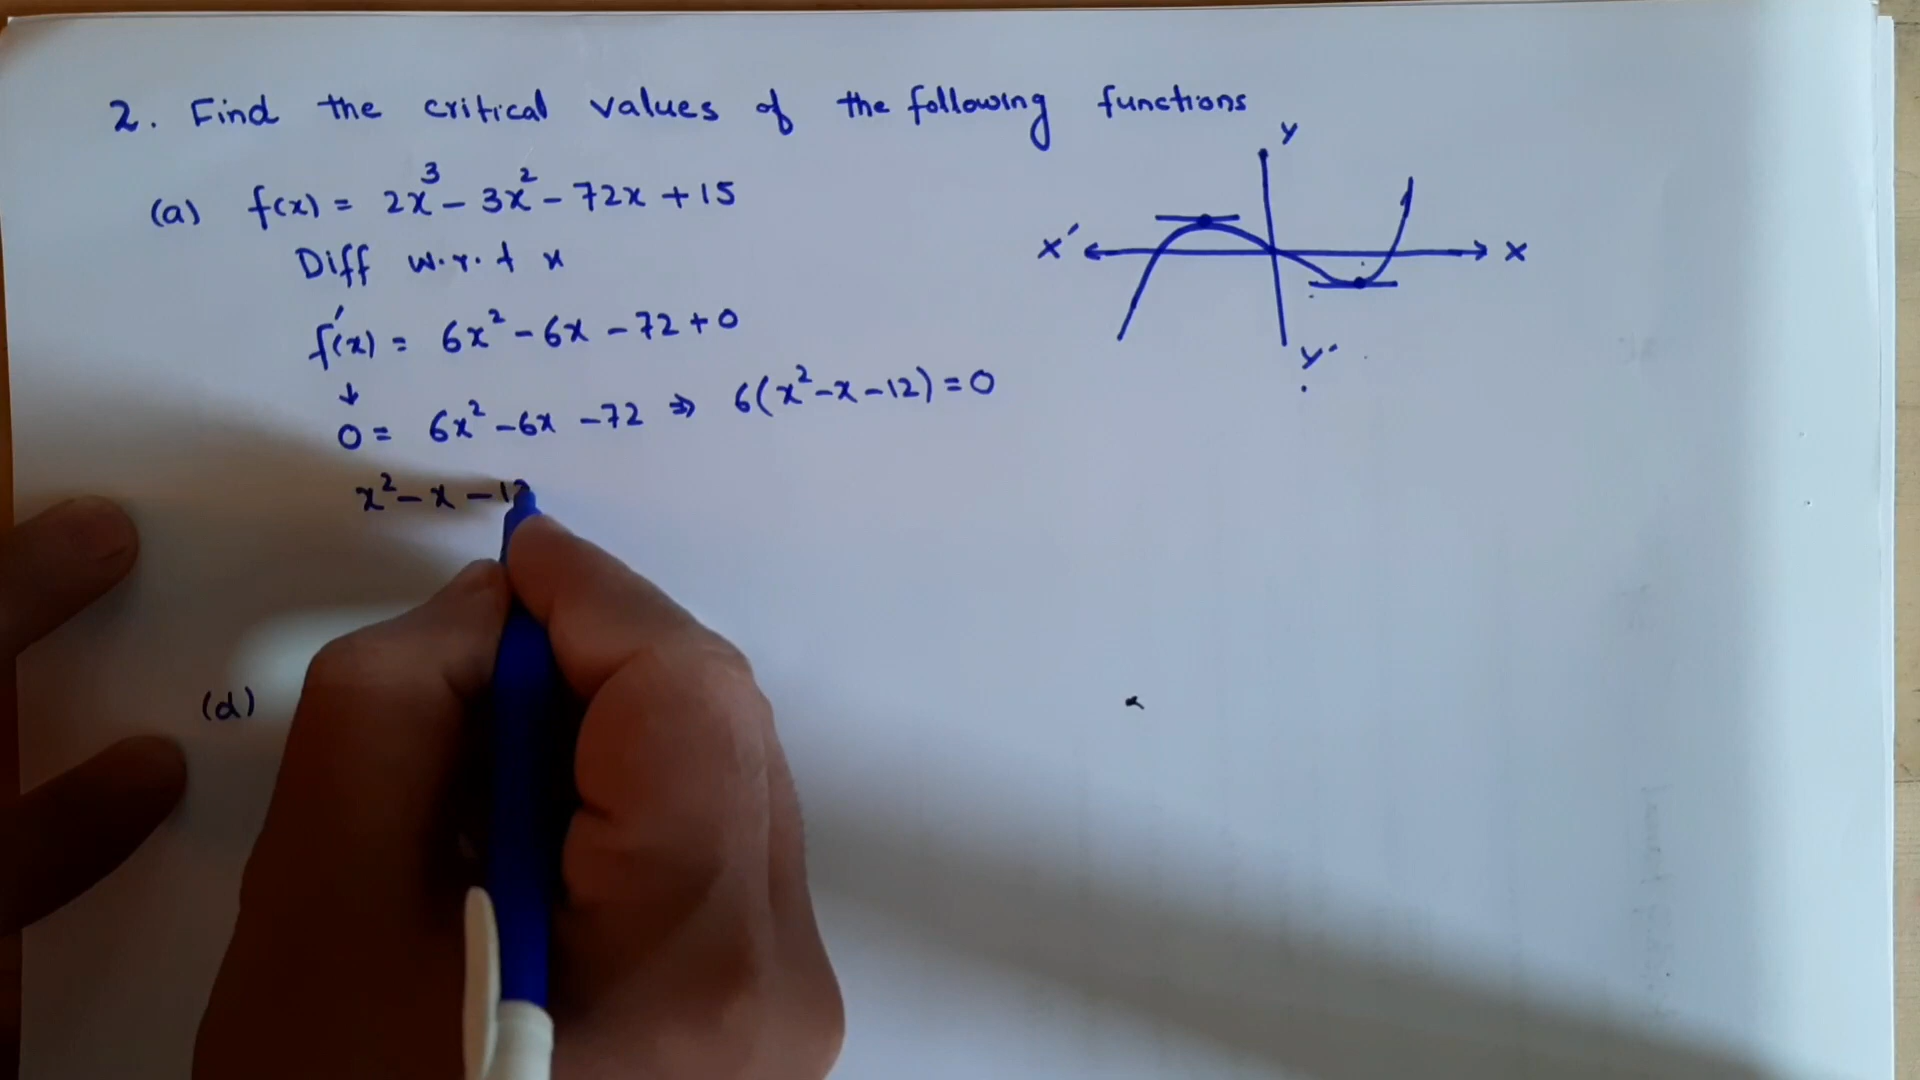 2. Find the critical values of the following functions
(a) f(x) = 2x³ - 3x² - 72x + 15
Diff w.r.t x
f'(x) = 6x² - 6x - 72 + 0
↓
0 = 6x² - 6x - 72 ⇒ 6(x² - x - 12) = 0
x² - x - 12
(d)
Y
X' X
Y'